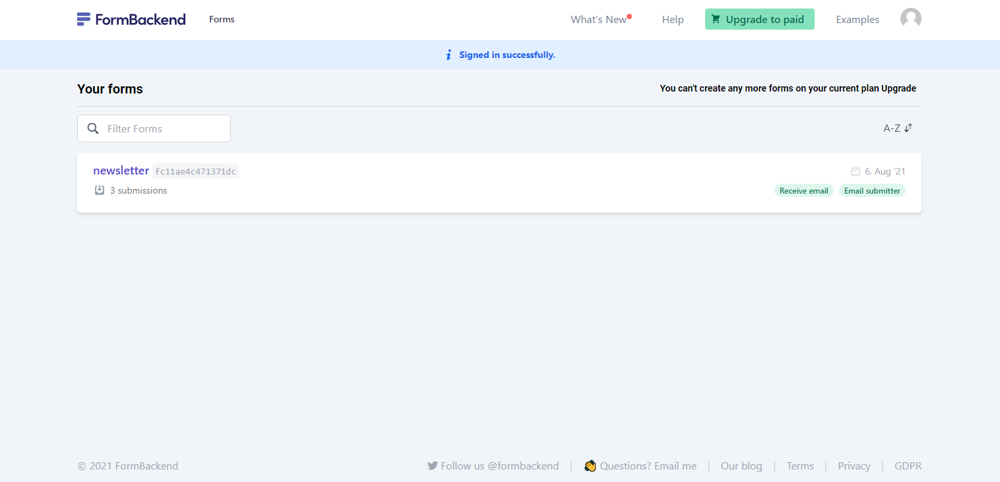 FormBackend Forms What's New Help Upgrade to paid Examples
Signed in successfully.
Your forms You can't create any more forms on your current plan Upgrade
Filter Forms A-Z
newsletter fc11ae4c471371dc 6. Aug '21
3 submissions Receive email Email submitter
© 2021 FormBackend Follow us @formbackend | Questions? Email me | Our blog | Terms | Privacy | GDPR